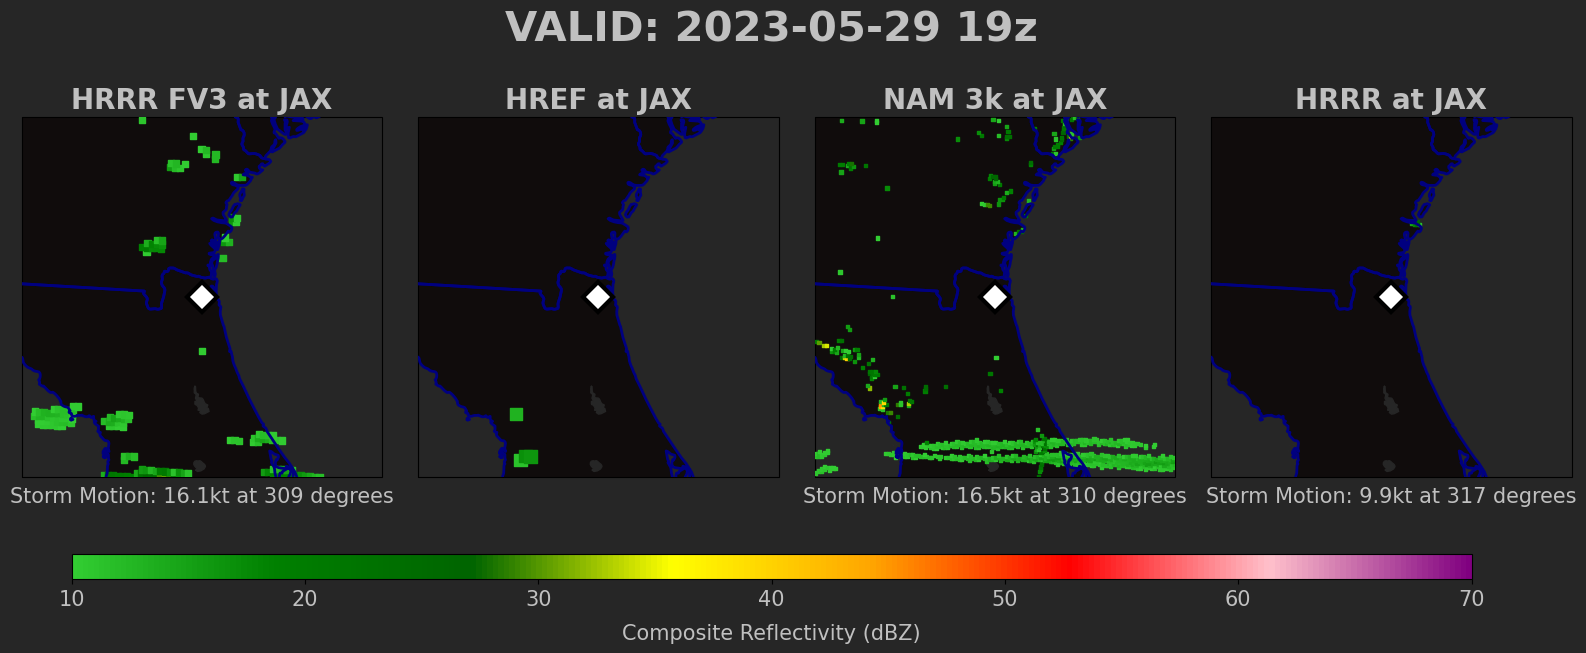 VALID: 2023-05-29 19z
HRRR FV3 at JAX
HREF at JAX
NAM 3k at JAX
HRRR at JAX
Storm Motion: 16.1kt at 309 degrees
Storm Motion: 16.5kt at 310 degrees
Storm Motion: 9.9kt at 317 degrees
10 20 30 40 50 60 70
Composite Reflectivity (dBZ)